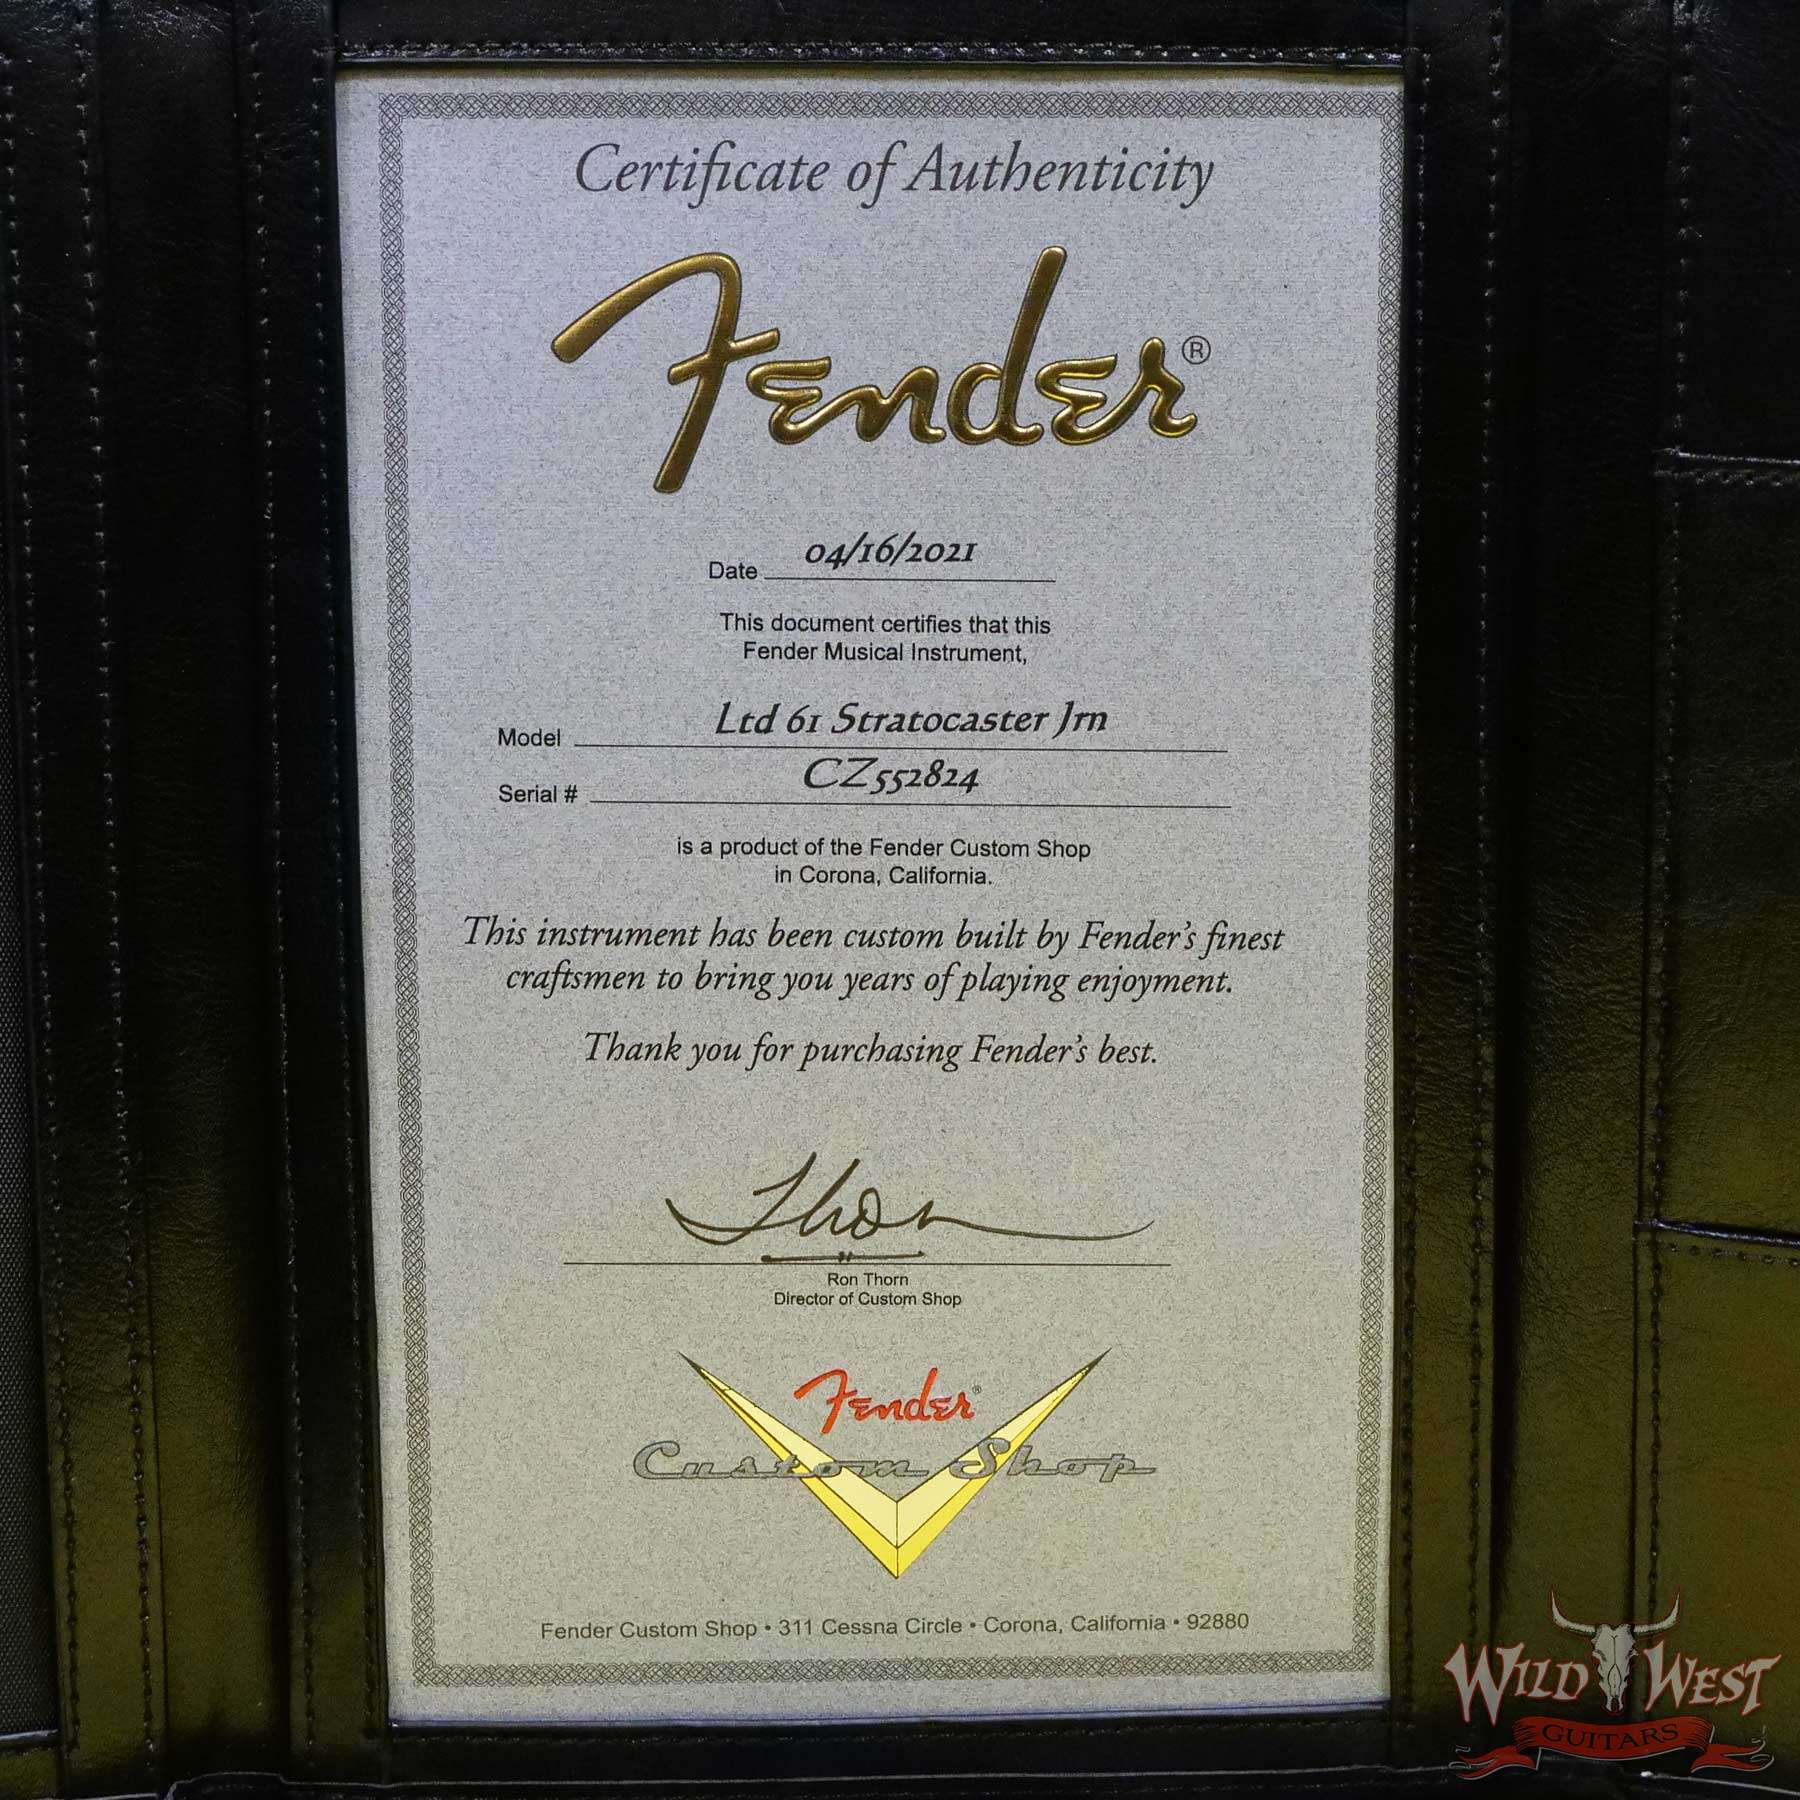 Certificate of Authenticity
Fender®
Date 04/16/2021
This document certifies that this
Fender Musical Instrument,
Model Ltd 61 Stratocaster Jrn
Serial # CZ552824
is a product of the Fender Custom Shop
in Corona, California.
This instrument has been custom built by Fender's finest
craftsmen to bring you years of playing enjoyment.
Thank you for purchasing Fender's best.
Thorn
Ron Thorn
Director of Custom Shop
Fender®
Custom Shop
Fender Custom Shop • 311 Cessna Circle • Corona, California • 92880
WILD WEST
GUITARS